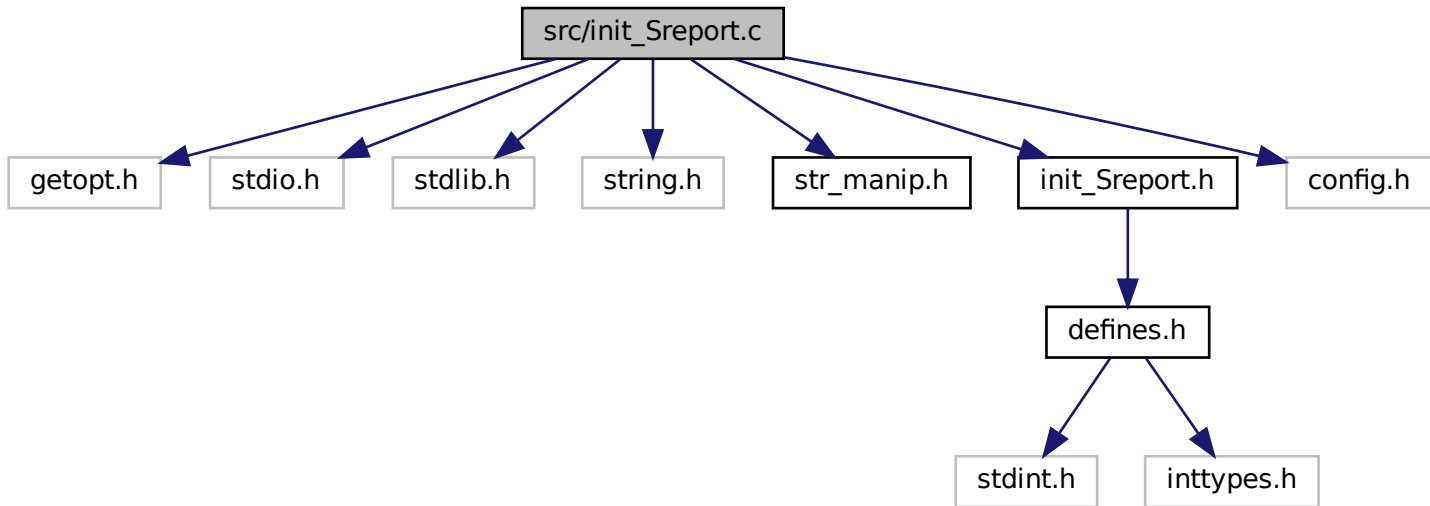 src/init_Sreport.c
getopt.h
stdio.h
stdlib.h
string.h
str_manip.h
init_Sreport.h
config.h
defines.h
stdint.h
inttypes.h